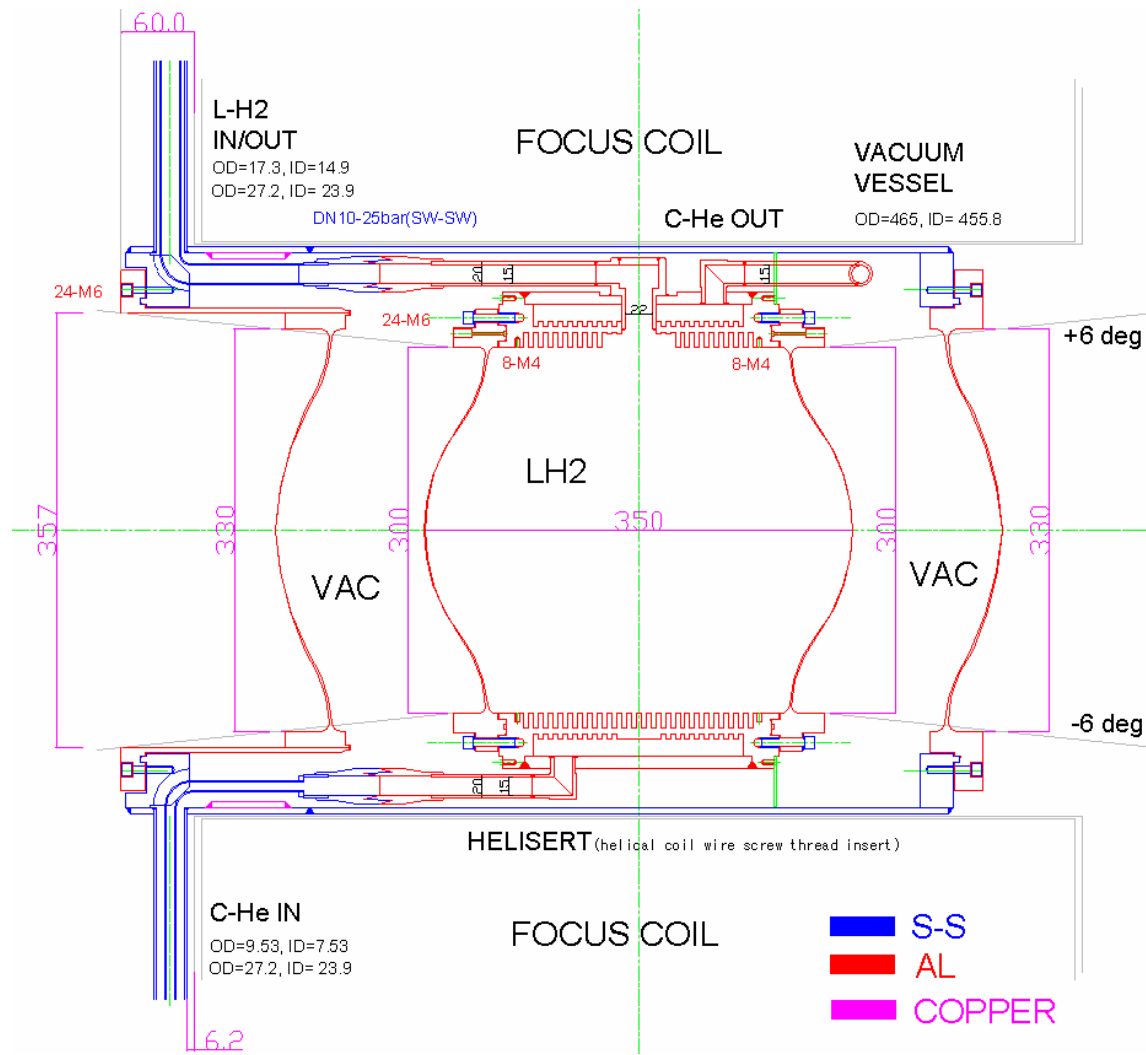 60.0
L-H2
IN/OUT
OD=17.3, ID=14.9
OD=27.2, ID= 23.9
DN10-25bar(SW-SW)
FOCUS COIL
C-He OUT
VACUUM
VESSEL
OD=465, ID= 455.8
20
15
15
22
24-M6
24-M6
8-M4
8-M4
+6 deg
LH2
357
330
300
350
300
330
VAC
VAC
-6 deg
20
15
HELISERT(helical coil wire screw thread insert)
C-He IN
OD=9.53, ID=7.53
OD=27.2, ID= 23.9
FOCUS COIL
S-S
AL
COPPER
6.2